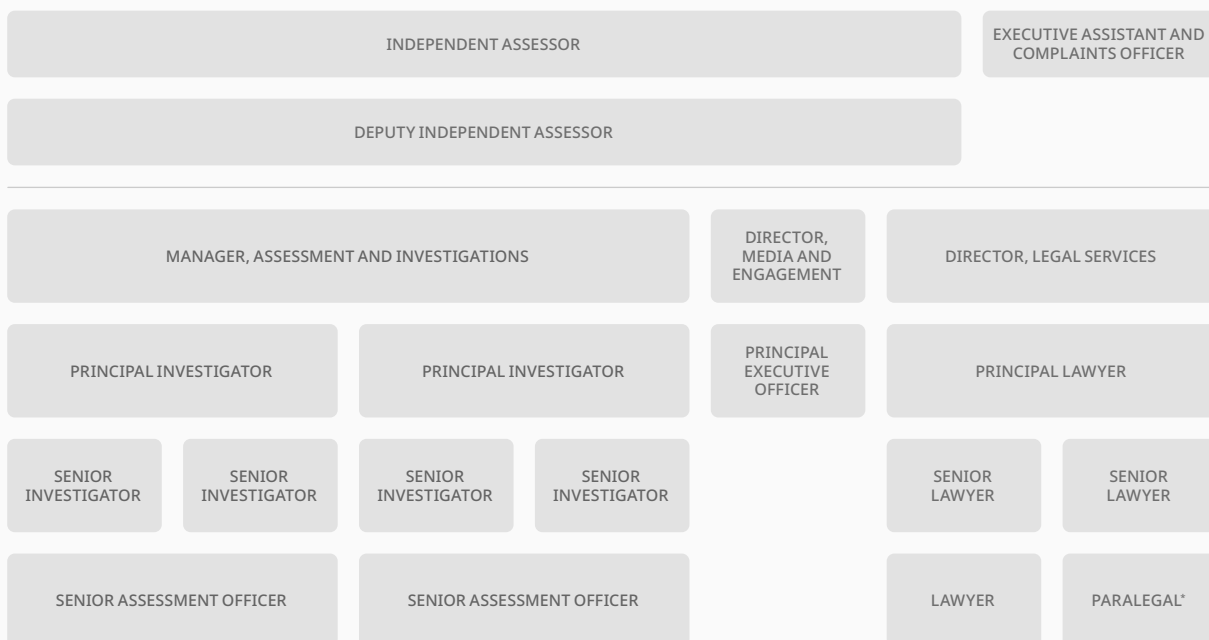 INDEPENDENT ASSESSOR
EXECUTIVE ASSISTANT AND
COMPLAINTS OFFICER
DEPUTY INDEPENDENT ASSESSOR
MANAGER, ASSESSMENT AND INVESTIGATIONS
DIRECTOR,
MEDIA AND
ENGAGEMENT
DIRECTOR, LEGAL SERVICES
PRINCIPAL INVESTIGATOR
PRINCIPAL INVESTIGATOR
PRINCIPAL
EXECUTIVE
OFFICER
PRINCIPAL LAWYER
SENIOR
INVESTIGATOR
SENIOR
INVESTIGATOR
SENIOR
INVESTIGATOR
SENIOR
INVESTIGATOR
SENIOR
LAWYER
SENIOR
LAWYER
SENIOR ASSESSMENT OFFICER
SENIOR ASSESSMENT OFFICER
LAWYER
PARALEGAL*